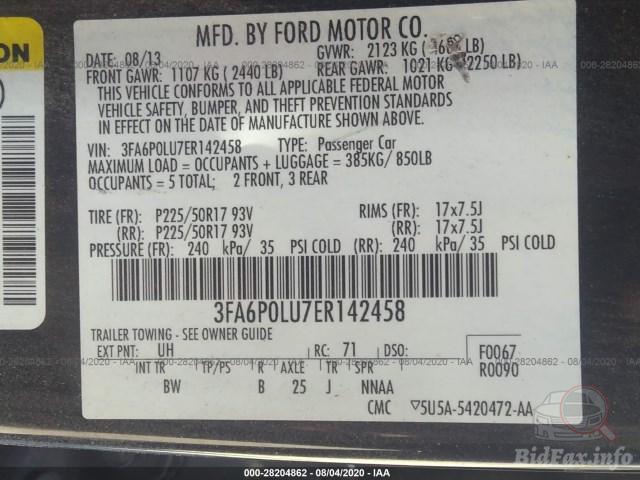 MFD. BY FORD MOTOR CO.
ON
DATE: 08/13
GVWR: 2123 KG LB)
FRONT GAWR: 1107 KG (2440 LB)
REAR GAWR: 1021 KG 2250 LB)
THIS VEHICLE CONFORMS TO ALL APPLICABLE FEDERAL MOTOR
VEHICLE SAFETY, BUMPER, AND THEFT PREVENTION STANDARDS
IN EFFECT ON THE DATE OF MANUFACTURE SHOWN ABOVE.
VIN: 3FA6P0LU7ER142458 TYPE: Passenger Car
MAXIMUM LOAD = OCCUPANTS + LUGGAGE = 385KG/ 850LB
OCCUPANTS = 5 TOTAL; 2 FRONT, 3 REAR
TIRE (FR): P225/50R17 93V RIMS (FR): 17x7.5J
(RR): P225/50R17 93V (RR): 17x7.5J
PRESSURE (FR): 240 kPa/ 35 PSI COLD (RR): 240 kPa/ 35 PSI COLD
3FA6P0LU7ER142458
TRAILER TOWING - SEE OWNER GUIDE
EXT PNT: UH RC: 71 DSO:
F0067
R0090
INT TR TP/PS R AXLE TR SPR
BW B 25 J NNAA
CMC ▽5U5A-5420472-AA
000-28204862 - 08/04/2020 - IAA
BidFax.info